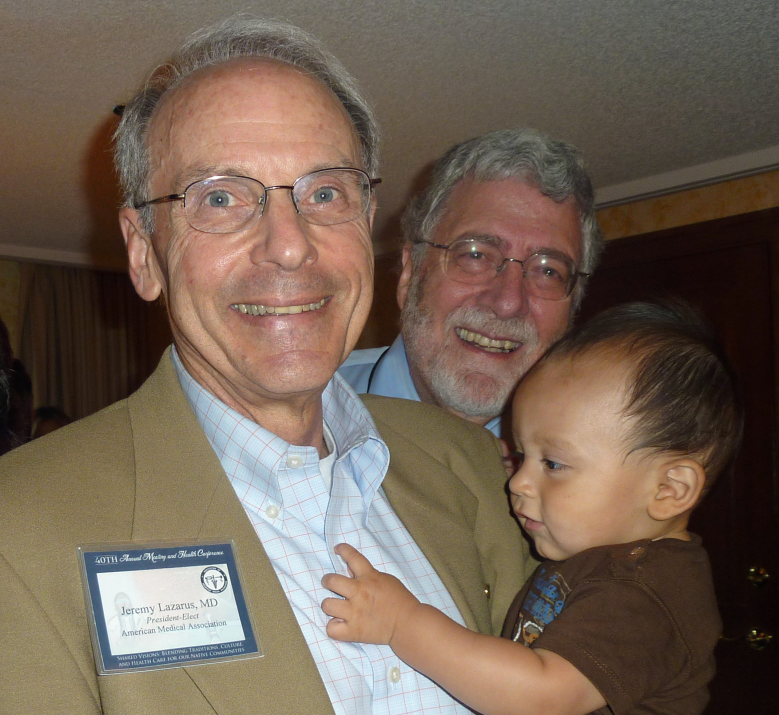 40TH Annual Meeting and Health Conference
Jeremy Lazarus, MD
President-Elect
American Medical Association
Shared Visions: Blending Traditions, Culture
and Health Care for our Native Communities